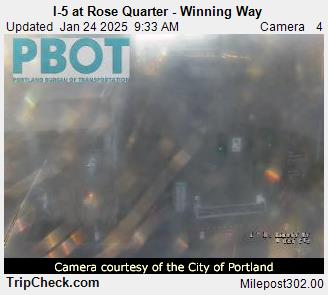 I-5 at Rose Quarter - Winning Way
Updated Jan 24 2025 9:33 AM Camera 4
PBOT
PORTLAND BUREAU OF TRANSPORTATION
Camera courtesy of the City of Portland
TripCheck.com Milepost302.00